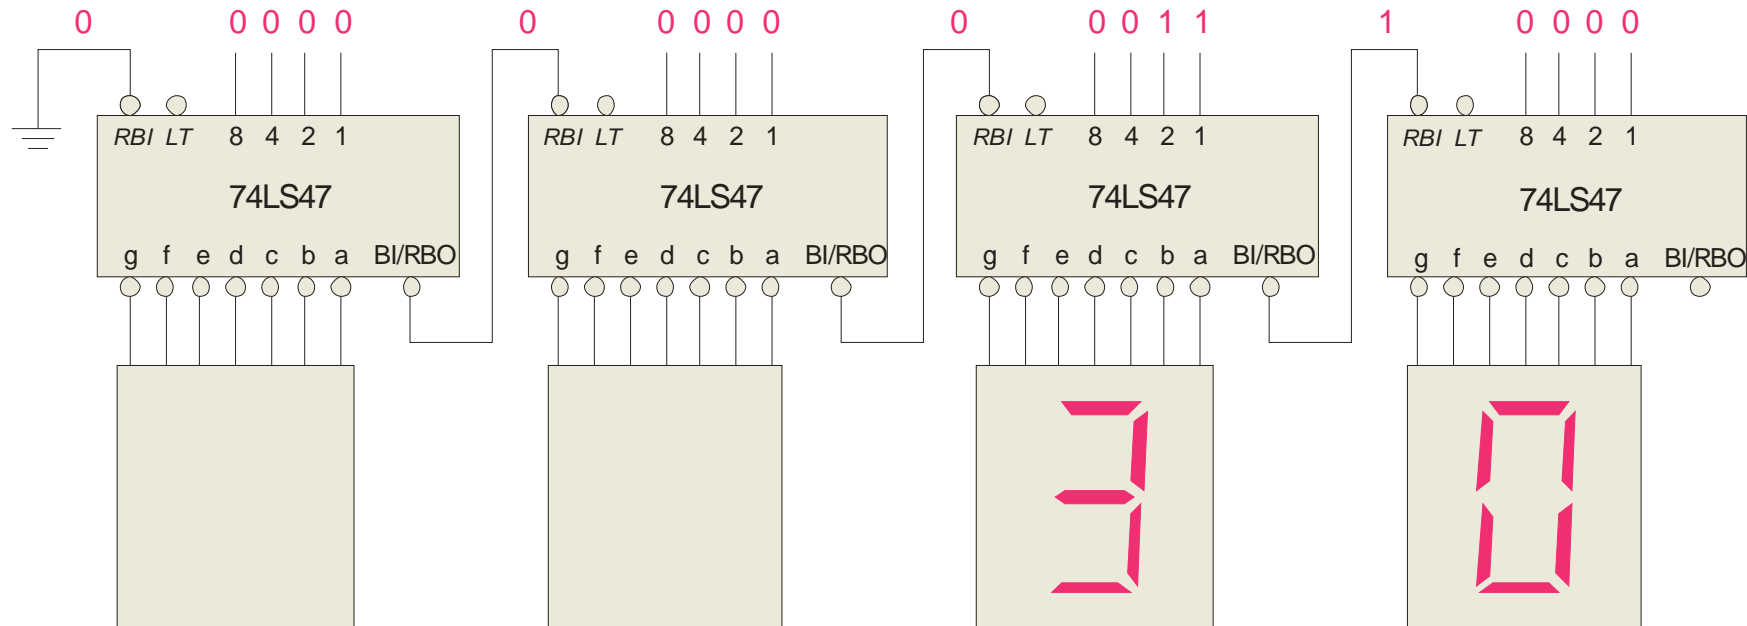 0 0 0 0 0 0 0 0 0 0 0 0 0 1 1 1 0 0 0 0
RBI LT 8 4 2 1 RBI LT 8 4 2 1 RBI LT 8 4 2 1 RBI LT 8 4 2 1
74LS47 74LS47 74LS47 74LS47
g f e d c b a BI/RBO g f e d c b a BI/RBO g f e d c b a BI/RBO g f e d c b a BI/RBO
3 0